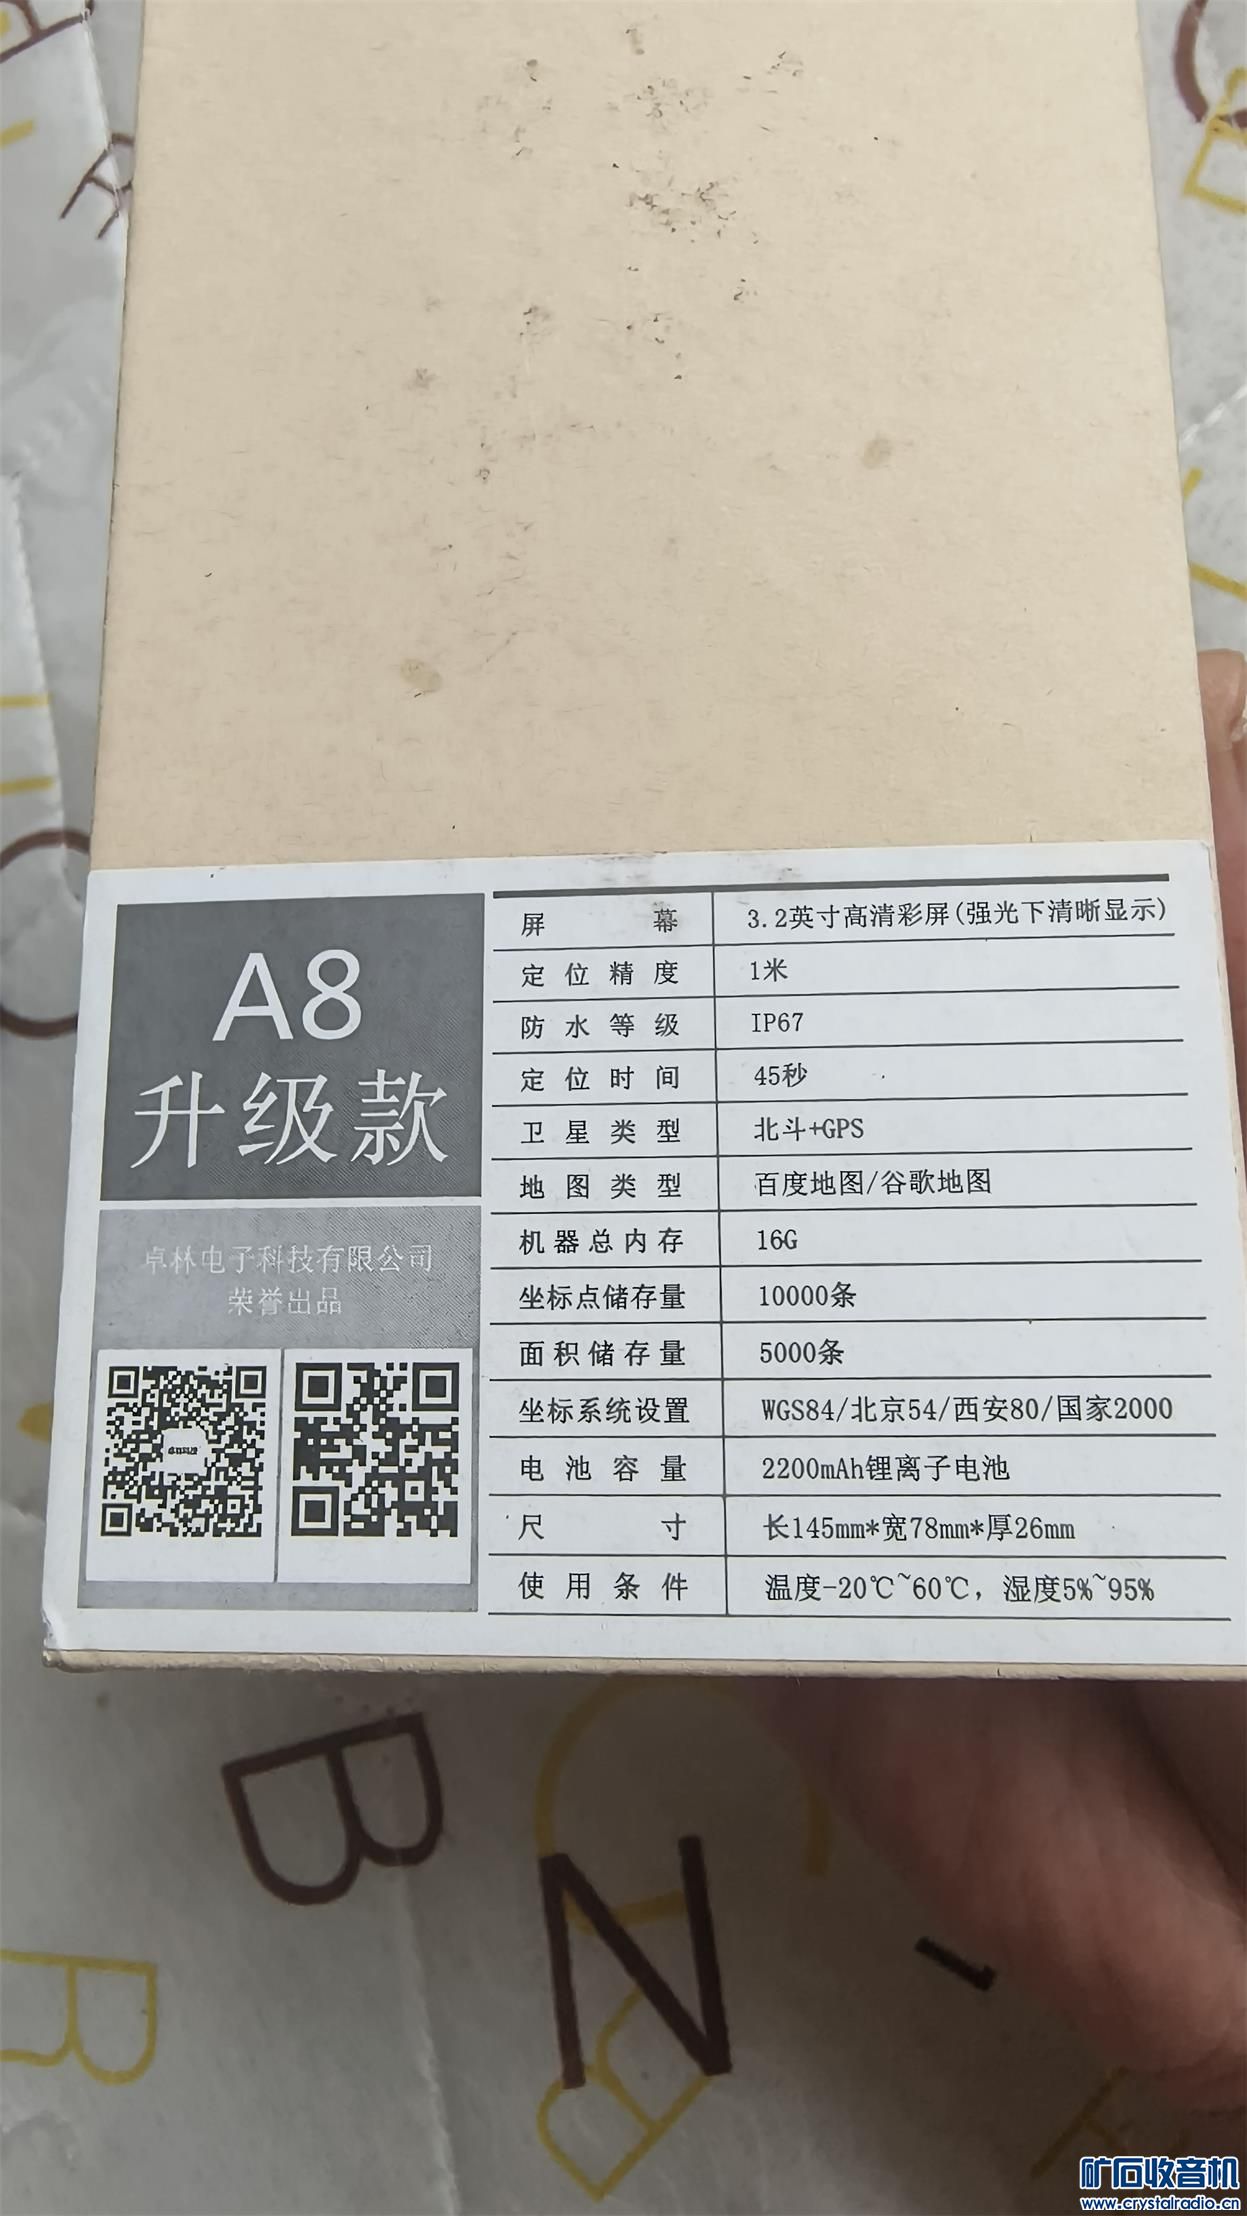 A8
升级款
卓林电子科技有限公司
荣誉出品
屏幕 3.2英寸高清彩屏(强光下清晰显示)
定位精度 1米
防水等级 IP67
定位时间 45秒
卫星类型 北斗+GPS
地图类型 百度地图/谷歌地图
机器总内存 16G
坐标点储存量 10000条
面积储存量 5000条
坐标系统设置 WGS84/北京54/西安80/国家2000
电池容量 2200mAh锂离子电池
尺寸 长145mm*宽78mm*厚26mm
使用条件 温度-20℃~60℃，湿度5%~95%
B
N
B
R
矿石收音机
www.crystalradio.cn